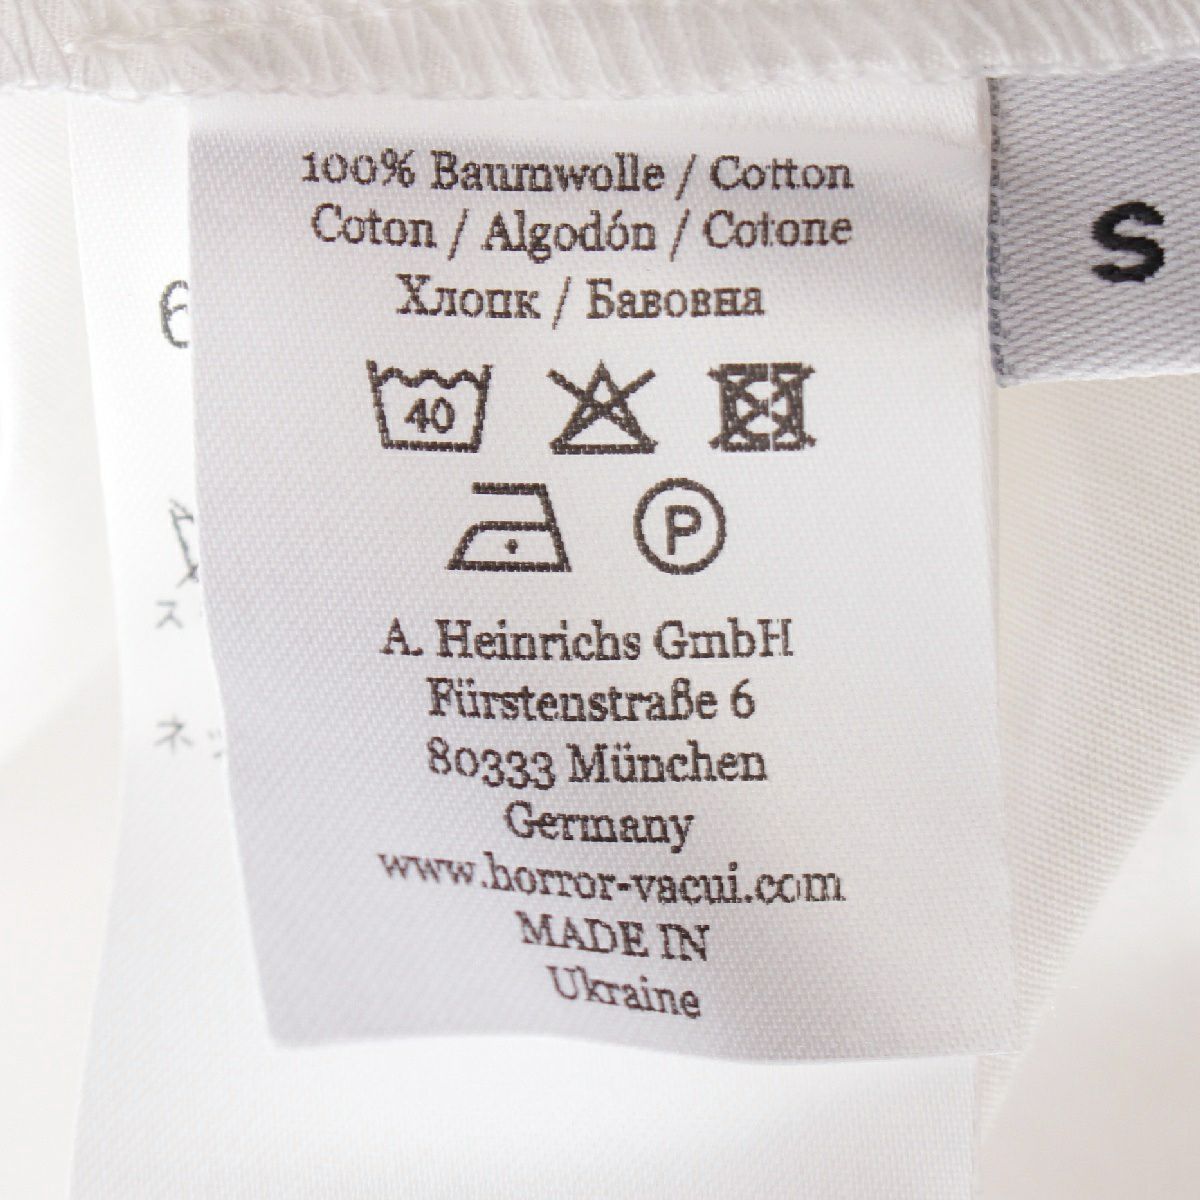 100% Baumwolle / Cotton
Coton / Algodón / Cotone
Хлопк / Бавовна
40
P
A. Heinrichs GmbH
Fürstenstraße 6
80333 München
Germany
www.horror-vacui.com
MADE IN
Ukraine
S
ネ